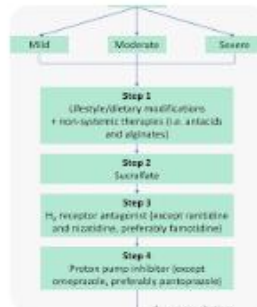 Mild Moderate Severe
Step 1
Lifestyle/dietary modifications
+ non-systemic therapies (i.e. antacids
and alginates)
Step 2
Sucralfate
Step 3
H₂ receptor antagonist (except ranitidine
and nizatidine, preferably famotidine)
Step 4
Proton pump inhibitor (except
omeprazole, preferably pantoprazole)